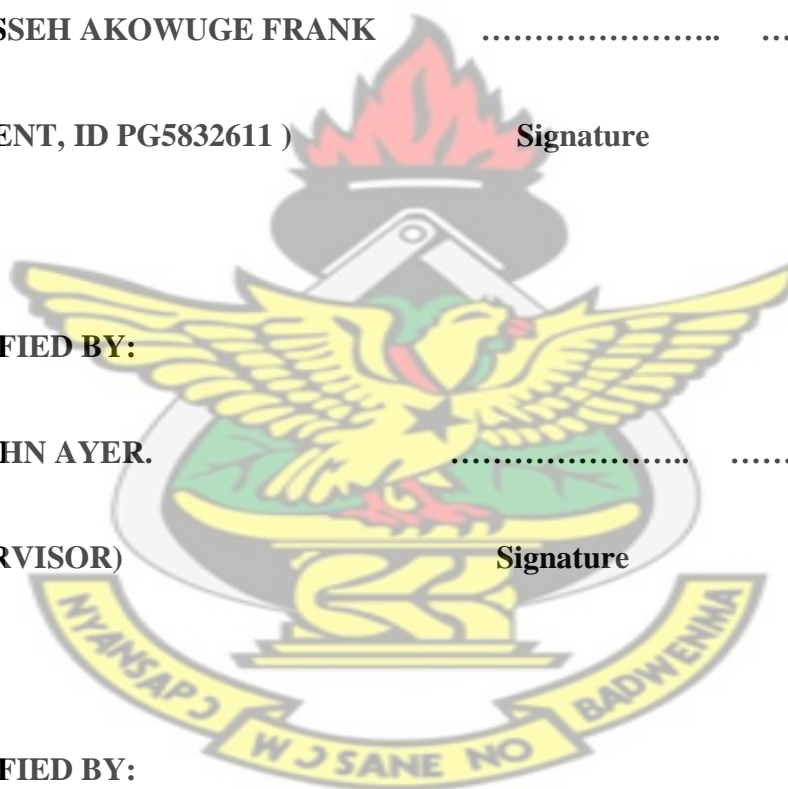 SSEH AKOWUGE FRANK ………………….. …
ENT, ID PG5832611 ) Signature
FIED BY:
HN AYER. ………………….. ……
RVISOR) Signature
NYANSAPƆ WƆSANE NO BADWENMA
FIED BY: